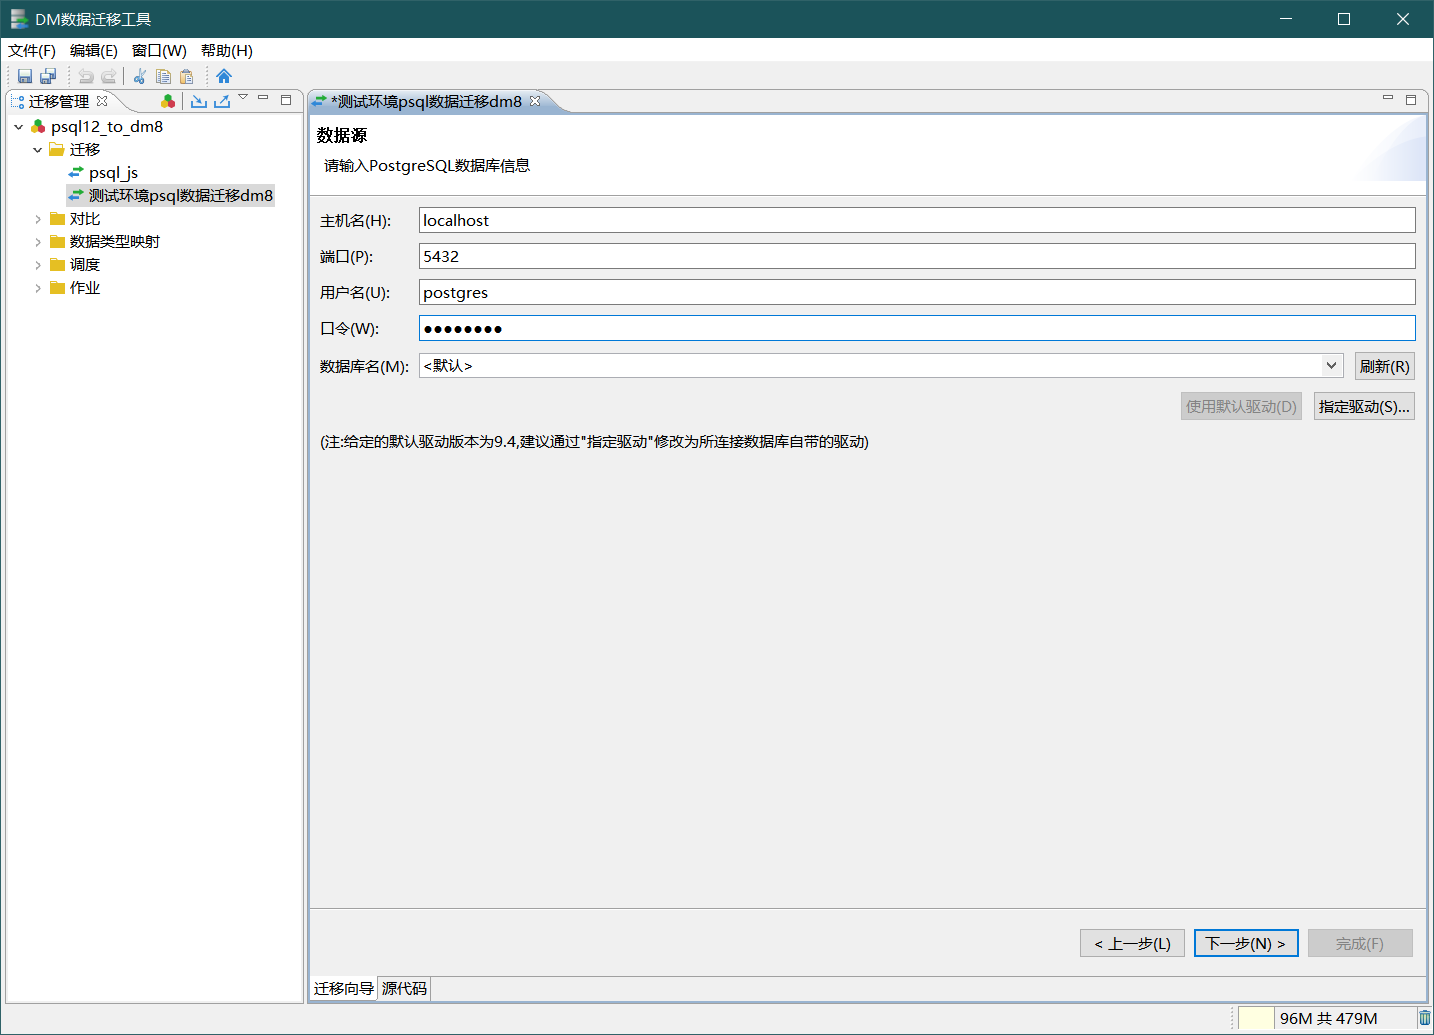 DM数据迁移工具
文件(F) 编辑(E) 窗口(W) 帮助(H)
迁移管理
psql12_to_dm8
迁移
psql_js
测试环境psql数据迁移dm8
对比
数据类型映射
调度
作业
*测试环境psql数据迁移dm8
数据源
请输入PostgreSQL数据库信息
主机名(H): localhost
端口(P): 5432
用户名(U): postgres
口令(W): ●●●●●●●●
数据库名(M): <默认> 刷新(R)
使用默认驱动(D) 指定驱动(S)...
(注:给定的默认驱动版本为9.4,建议通过"指定驱动"修改为所连接数据库自带的驱动)
< 上一步(L) 下一步(N) > 完成(F)
迁移向导 源代码
96M 共 479M